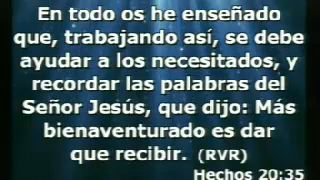 En todo os he enseñado
que, trabajando así, se debe
ayudar a los necesitados, y
recordar las palabras del
Señor Jesús, que dijo: Más
bienaventurado es dar
que recibir. (RVR)
Hechos 20:35